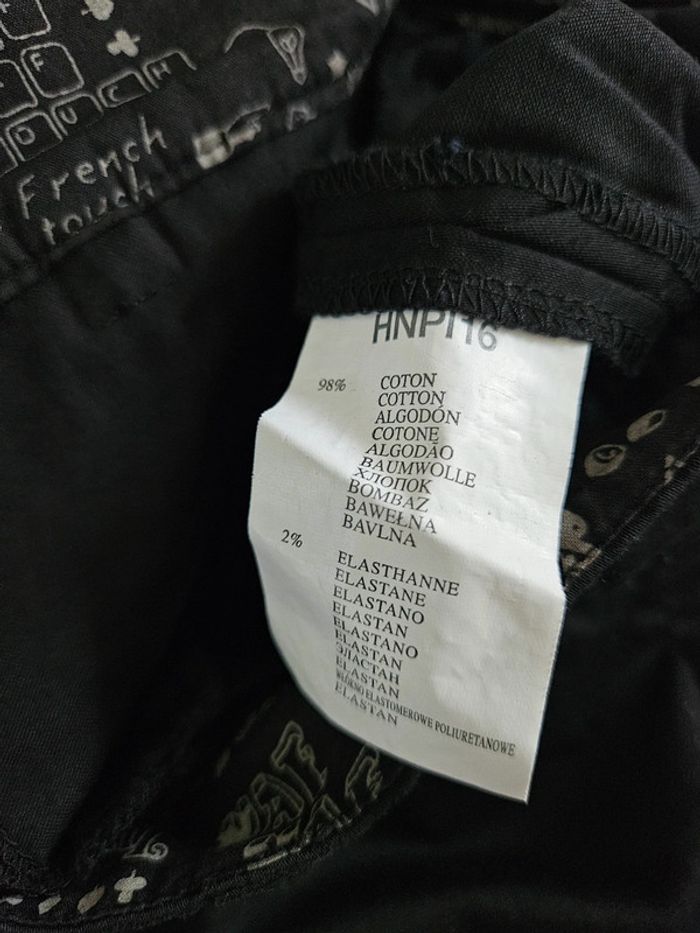 F
OUCH
French
touch
HNPI16
98% COTON
COTTON
ALGODÓN
COTONE
ALGODÃO
BAUMWOLLE
ХЛОПОК
BOMBAZ
BAWEŁNA
BAVLNA
2% ELASTHANNE
ELASTANE
ELASTANO
ELASTAN
ELASTANO
ELASTAN
ЭЛАСТАН
ELASTAN
WŁÓKNO ELASTOMEROWE POLIURETANOWE
ELASTAN